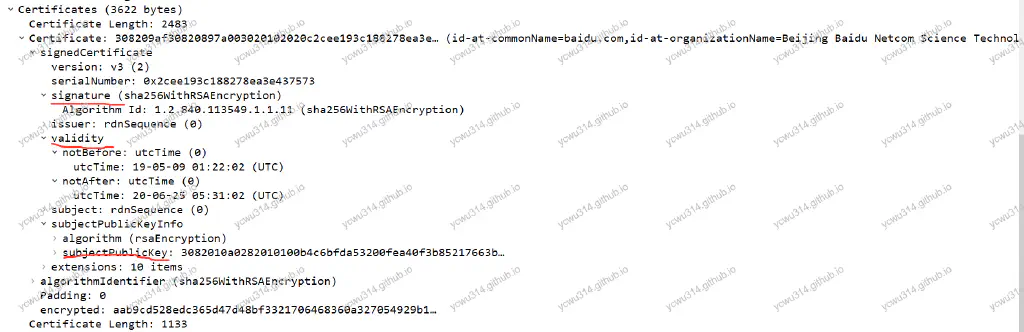 Certificates (3622 bytes)
Certificate Length: 2483
Certificate: 308209af30820897a003020102020c2cee193c188278ea3e… (id-at-commonName=baidu.com,id-at-organizationName=Beijing Baidu Netcom Science Technol
signedCertificate
version: v3 (2)
serialNumber: 0x2cee193c188278ea3e437573
signature (sha256WithRSAEncryption)
Algorithm Id: 1.2.840.113549.1.1.11 (sha256WithRSAEncryption)
issuer: rdnSequence (0)
validity
notBefore: utcTime (0)
utcTime: 19-05-09 01:22:02 (UTC)
notAfter: utcTime (0)
utcTime: 20-06-25 05:31:02 (UTC)
subject: rdnSequence (0)
subjectPublicKeyInfo
algorithm (rsaEncryption)
subjectPublicKey: 3082010a0282010100b4c6bfda53200fea40f3b85217663b…
extensions: 10 items
algorithmIdentifier (sha256WithRSAEncryption)
Padding: 0
encrypted: aab9cd528edc365d47d48bf3321706468360a327054929b1…
Certificate Length: 1133
ycwu314.github.io